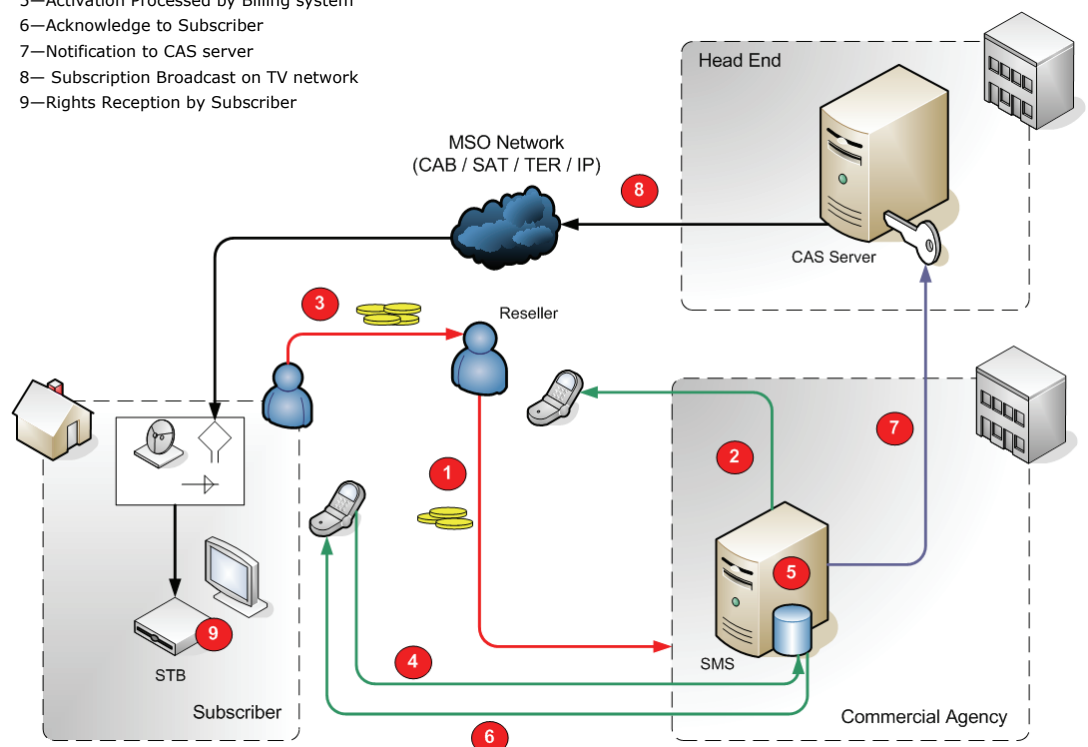 5—Activation Processed by Billing system
6—Acknowledge to Subscriber
7—Notification to CAS server
8— Subscription Broadcast on TV network
9—Rights Reception by Subscriber
Head End
MSO Network
(CAB / SAT / TER / IP)
8
CAS Server
3
Reseller
7
2
1
5
9
STB
4
SMS
Subscriber
Commercial Agency
6